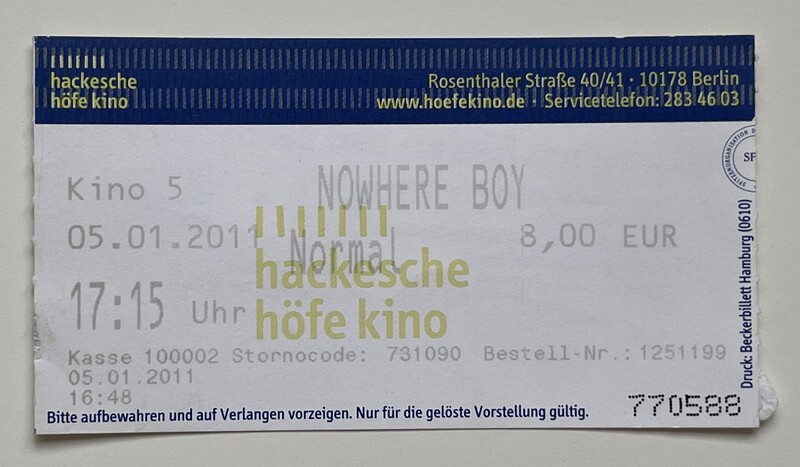 hackesche
höfe kino
Rosenthaler Straße 40/41 · 10178 Berlin
www.hoefekino.de · Servicetelefon: 283 46 03
Kino 5 NOWHERE BOY
05.01.2011 Normal 8,00 EUR
hackesche
17:15 Uhr
höfe kino
Kasse 100002 Stornocode: 731090 Bestell-Nr.: 1251199
05.01.2011
16:48
Bitte aufbewahren und auf Verlangen vorzeigen. Nur für die gelöste Vorstellung gültig.
770588
Druck: Beckerbillett Hamburg (0610)